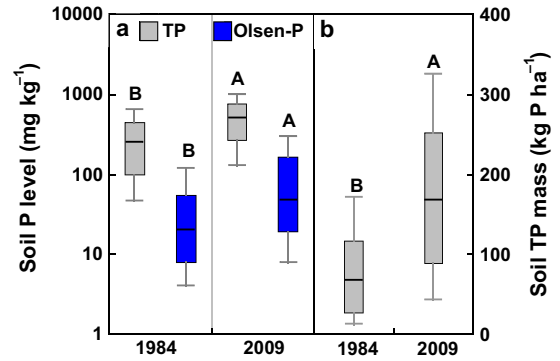 10000
1000
100
10
1
Soil P level (mg kg⁻¹)
a TP Olsen-P
B
B
A
A
1984 2009
b
B
A
1984 2009
400
300
200
100
0
Soil TP mass (kg P ha⁻¹)